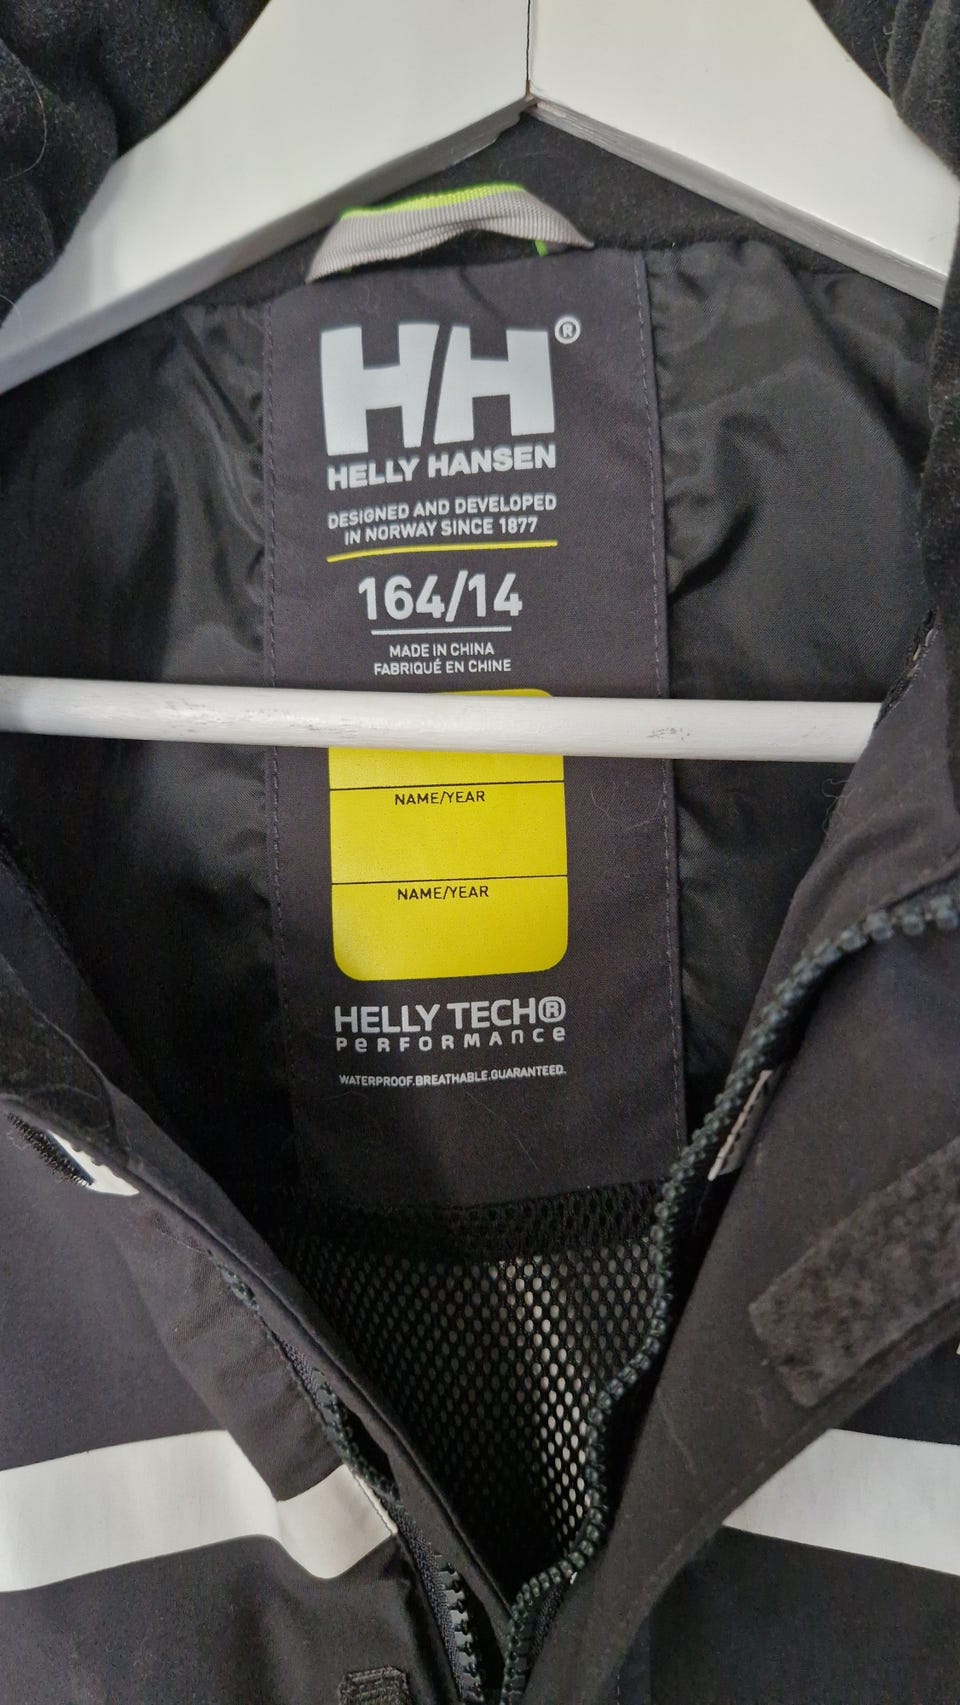 HH®
HELLY HANSEN
DESIGNED AND DEVELOPED
IN NORWAY SINCE 1877
164/14
MADE IN CHINA
FABRIQUÉ EN CHINE
NAME/YEAR
NAME/YEAR
HELLY TECH®
PERFORMANCE
WATERPROOF.BREATHABLE.GUARANTEED.